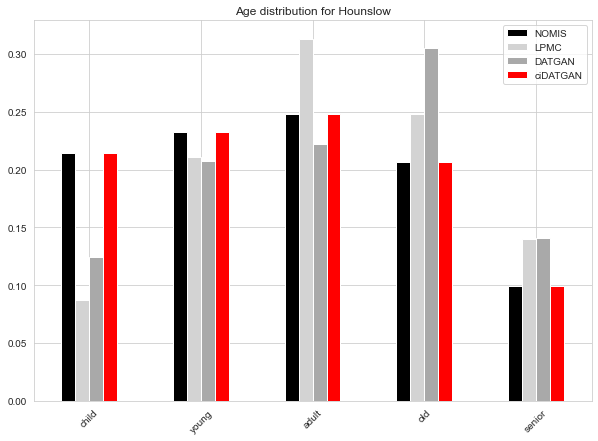 Age distribution for Hounslow
NOMIS
LPMC
DATGAN
ciDATGAN
0.30
0.25
0.20
0.15
0.10
0.05
0.00
child
young
adult
old
senior